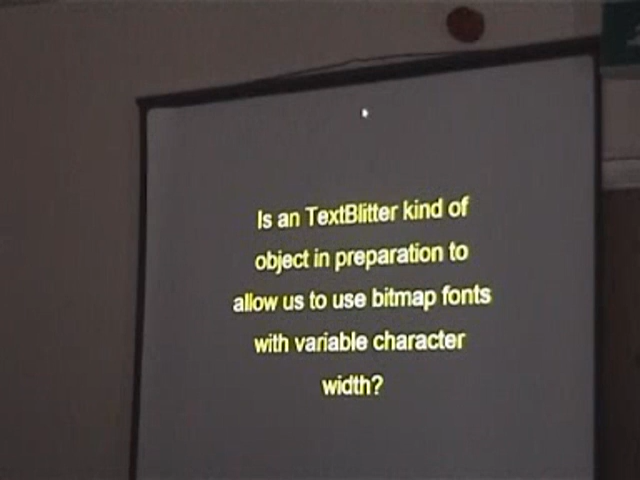 Is an TextBlitter kind of
object in preparation to
allow us to use bitmap fonts
with variable character
width?